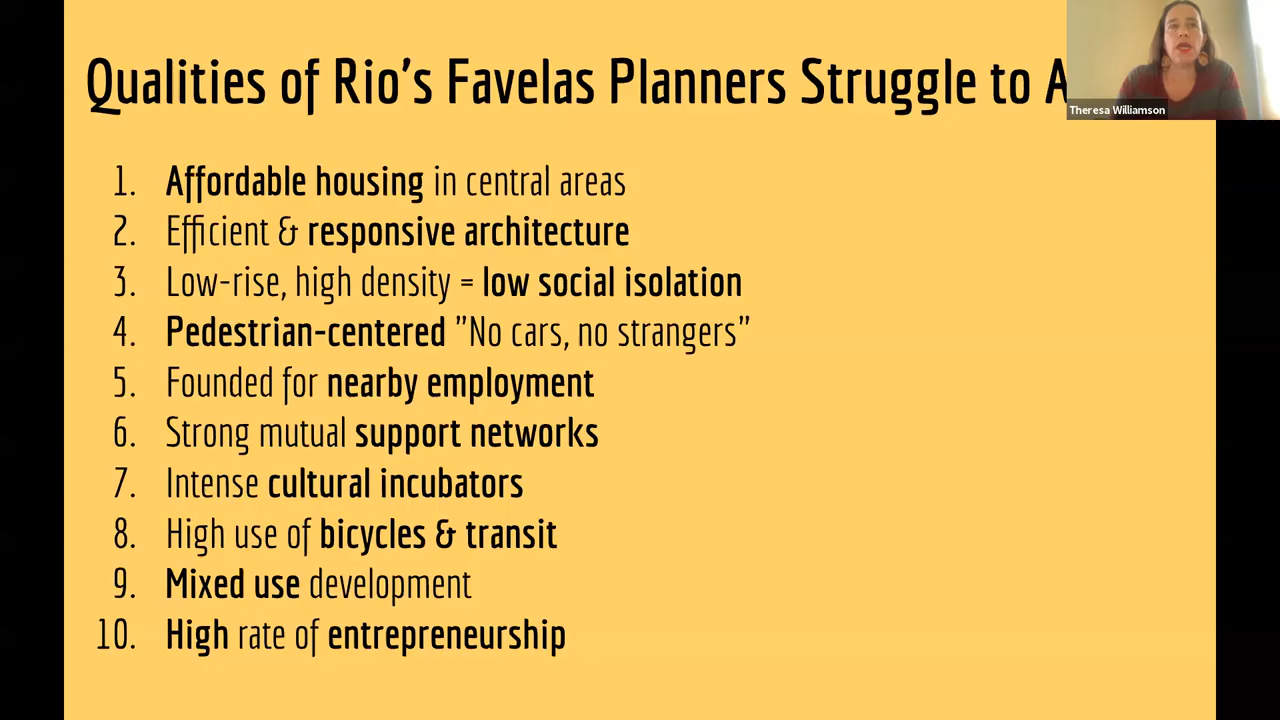 Qualities of Rio’s Favelas Planners Struggle to A
Theresa Williamson
1. Affordable housing in central areas
2. Efficient & responsive architecture
3. Low-rise, high density = low social isolation
4. Pedestrian-centered ”No cars, no strangers”
5. Founded for nearby employment
6. Strong mutual support networks
7. Intense cultural incubators
8. High use of bicycles & transit
9. Mixed use development
10. High rate of entrepreneurship